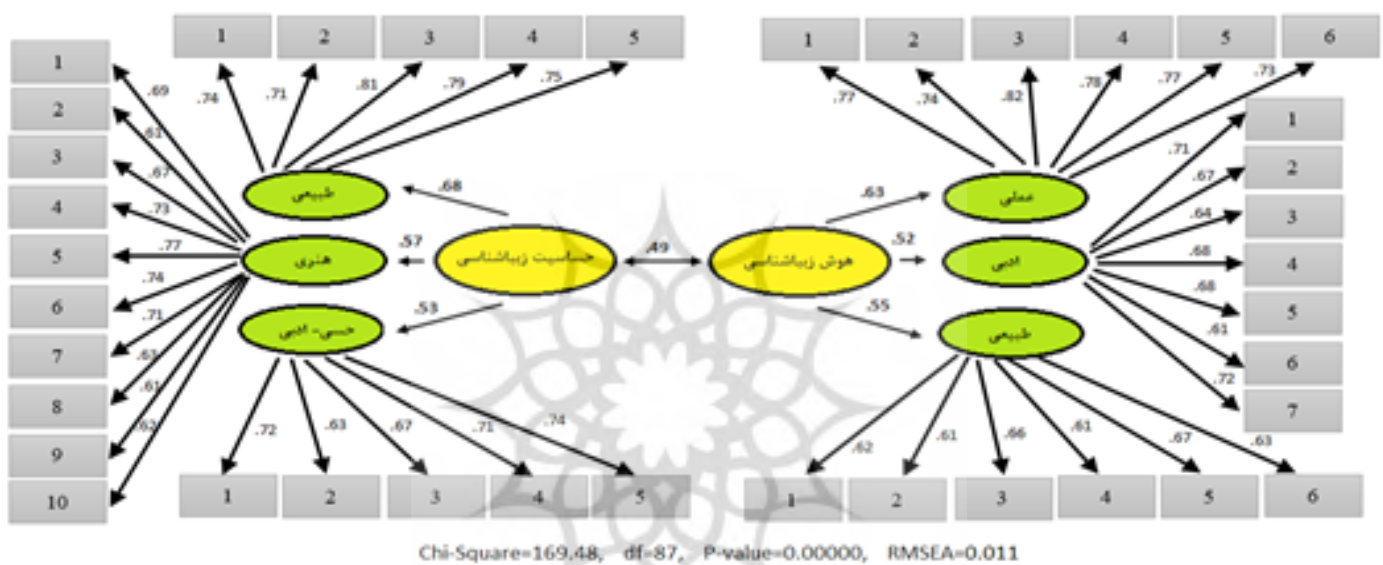 1 2 3 4 5
1 2 3 4 5 6
1
2
3
4
5
6
7
8
9
10
.69
.61
.67
.73
.77
.74
.71
.63
.61
.62
.74 .71 .81 .79 .75
.77 .74 .82 .78 .77 .73
1
2
3
4
5
6
7
.71
.67
.64
.68
.68
.61
.72
طبیعی
هنری
حسی- ادبی
.68
.57
.53
حساسیت زیباشناسی
.49
هوش زیباشناسی
.63
.52
.55
عملی
ادبی
طبیعی
.72 .63 .67 .71 .74
.62 .61 .66 .61 .67 .63
1 2 3 4 5
1 2 3 4 5 6
Chi-Square=169.48, df=87, P-value=0.00000, RMSEA=0.011